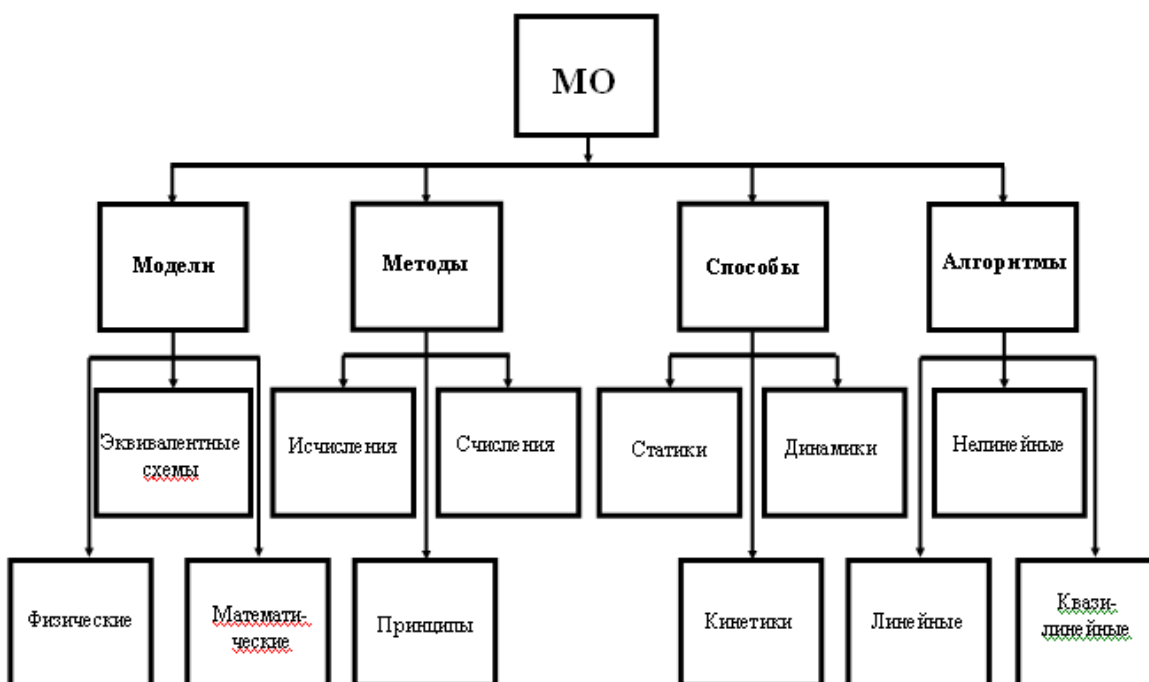 МО
Модели
Методы
Способы
Алгоритмы
Эквивалентные
схемы
Исчисления
Счисления
Статики
Динамики
Нелинейные
Физические
Математи-
ческие
Принципы
Кинетики
Линейные
Квази-
линейные